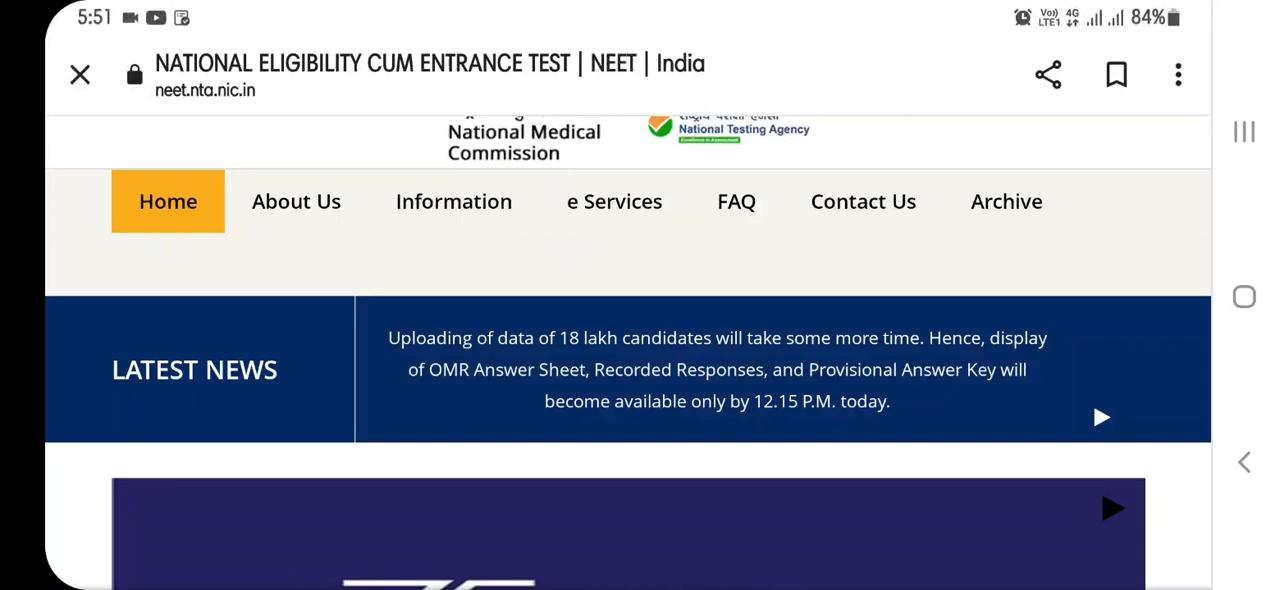 5:51
Vo))
LTE1
4G
84%
NATIONAL ELIGIBILITY CUM ENTRANCE TEST | NEET | India
neet.nta.nic.in
National Medical
Commission
National Testing Agency
Home
About Us
Information
e Services
FAQ
Contact Us
Archive
LATEST NEWS
Uploading of data of 18 lakh candidates will take some more time. Hence, display
of OMR Answer Sheet, Recorded Responses, and Provisional Answer Key will
become available only by 12.15 P.M. today.